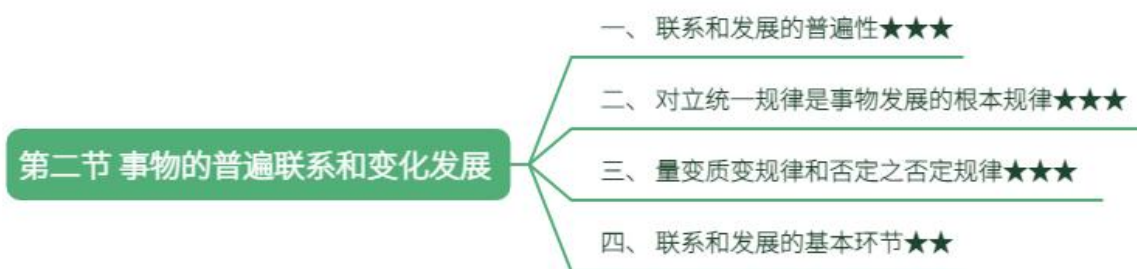 第二节 事物的普遍联系和变化发展
一、 联系和发展的普遍性★★★
二、 对立统一规律是事物发展的根本规律★★★
三、 量变质变规律和否定之否定规律★★★
四、 联系和发展的基本环节★★